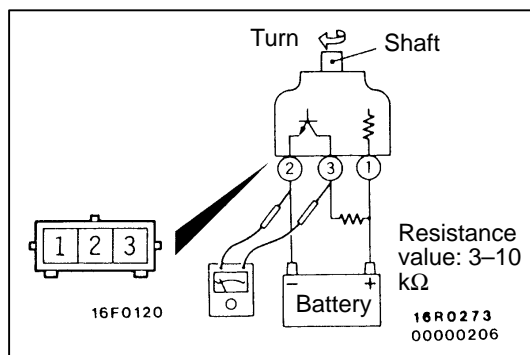 Turn
Shaft
2 3 1
1 2 3
Resistance
value: 3–10
kΩ
– +
Battery
16F0120
16R0273
00000206